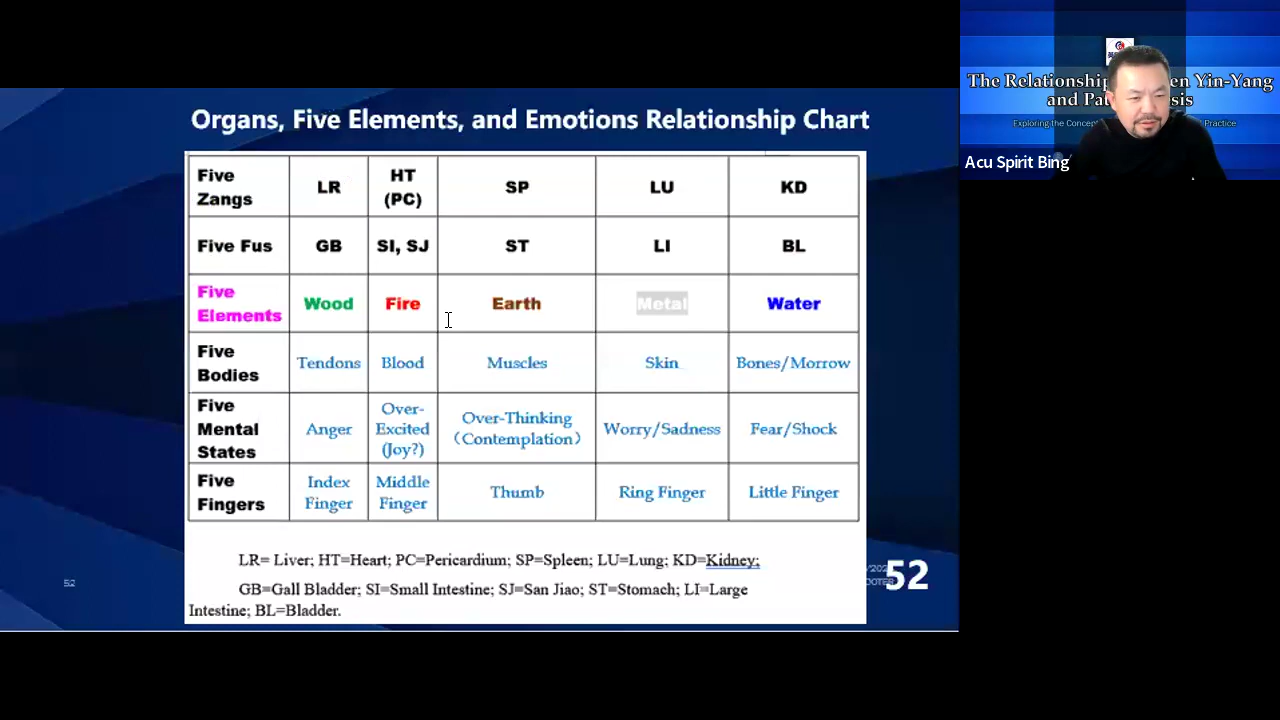 Organs, Five Elements, and Emotions Relationship Chart
Five Zangs
LR
HT (PC)
SP
LU
KD
Five Fus
GB
SI, SJ
ST
LI
BL
Five Elements
Wood
Fire
Earth
Metal
Water
Five Bodies
Tendons
Blood
Muscles
Skin
Bones/Morrow
Five Mental States
Anger
Over-Excited (Joy?)
Over-Thinking (Contemplation)
Worry/Sadness
Fear/Shock
Five Fingers
Index Finger
Middle Finger
Thumb
Ring Finger
Little Finger
LR= Liver; HT=Heart; PC=Pericardium; SP=Spleen; LU=Lung; KD=Kidney;
GB=Gall Bladder; SI=Small Intestine; SJ=San Jiao; ST=Stomach; LI=Large
Intestine; BL=Bladder.
52
52
The Relationship Yin-Yang
and
Exploring the Practice
Acu Spirit Bing